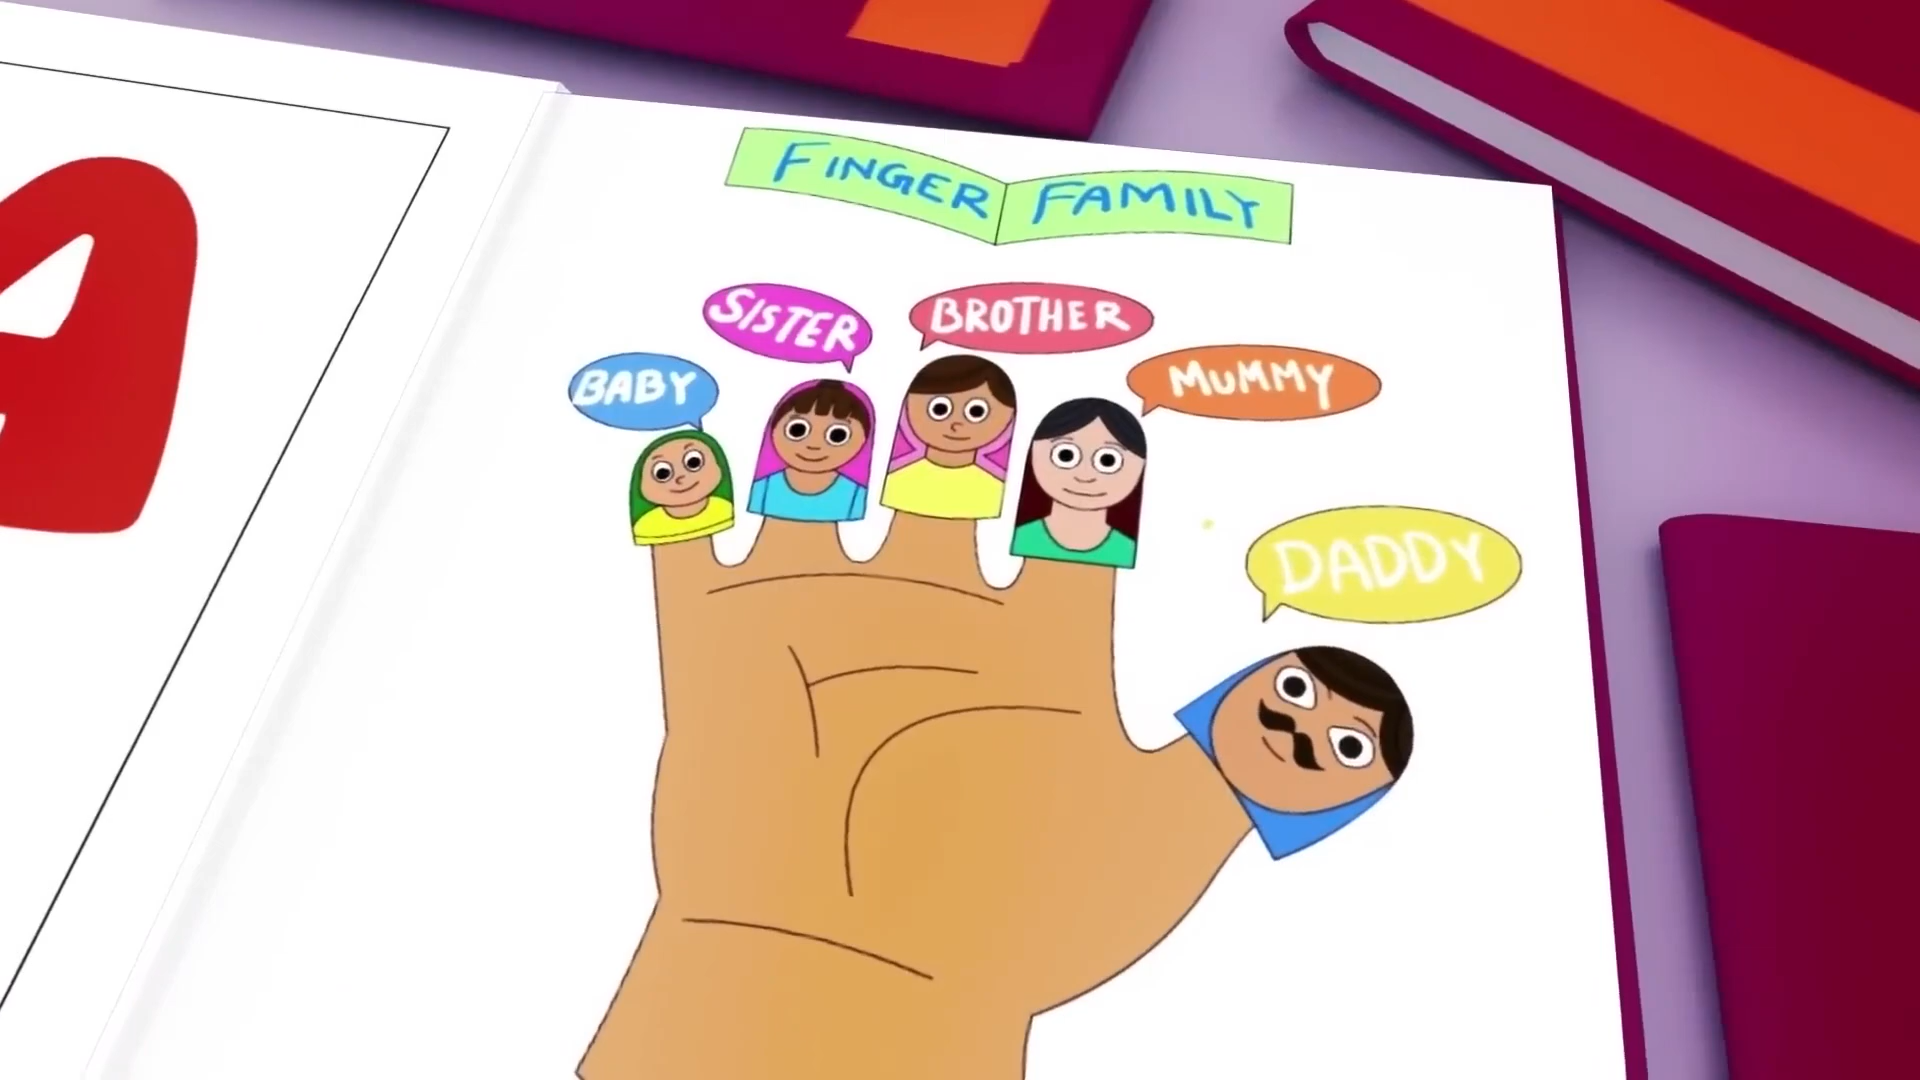 A
FINGER FAMILY
SISTER
BROTHER
BABY
MUMMY
DADDY